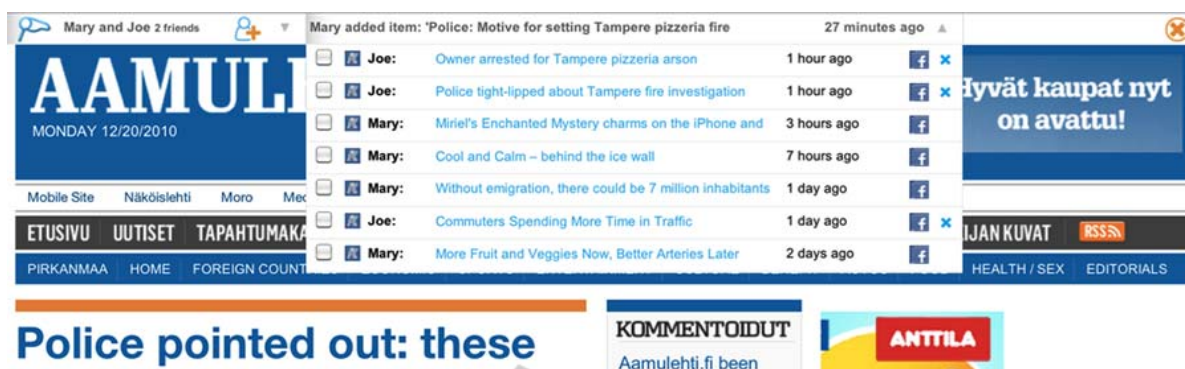 Mary and Joe 2 friends
Mary added item: 'Police: Motive for setting Tampere pizzeria fire 27 minutes ago
Joe: Owner arrested for Tampere pizzeria arson 1 hour ago
Joe: Police tight-lipped about Tampere fire investigation 1 hour ago
Mary: Miriel's Enchanted Mystery charms on the iPhone and 3 hours ago
Mary: Cool and Calm – behind the ice wall 7 hours ago
Mary: Without emigration, there could be 7 million inhabitants 1 day ago
Joe: Commuters Spending More Time in Traffic 1 day ago
Mary: More Fruit and Veggies Now, Better Arteries Later 2 days ago
AAMUL
MONDAY 12/20/2010
Hyvät kaupat nyt
on avattu!
Mobile Site Näköislehti Moro
ETUSIVU UUTISET TAPAHTUMAKA IJAN KUVAT RSS
PIRKANMAA HOME FOREIGN COUNT HEALTH / SEX EDITORIALS
Police pointed out: these
KOMMENTOIDUT
Aamulehti.fi been
ANTTILA